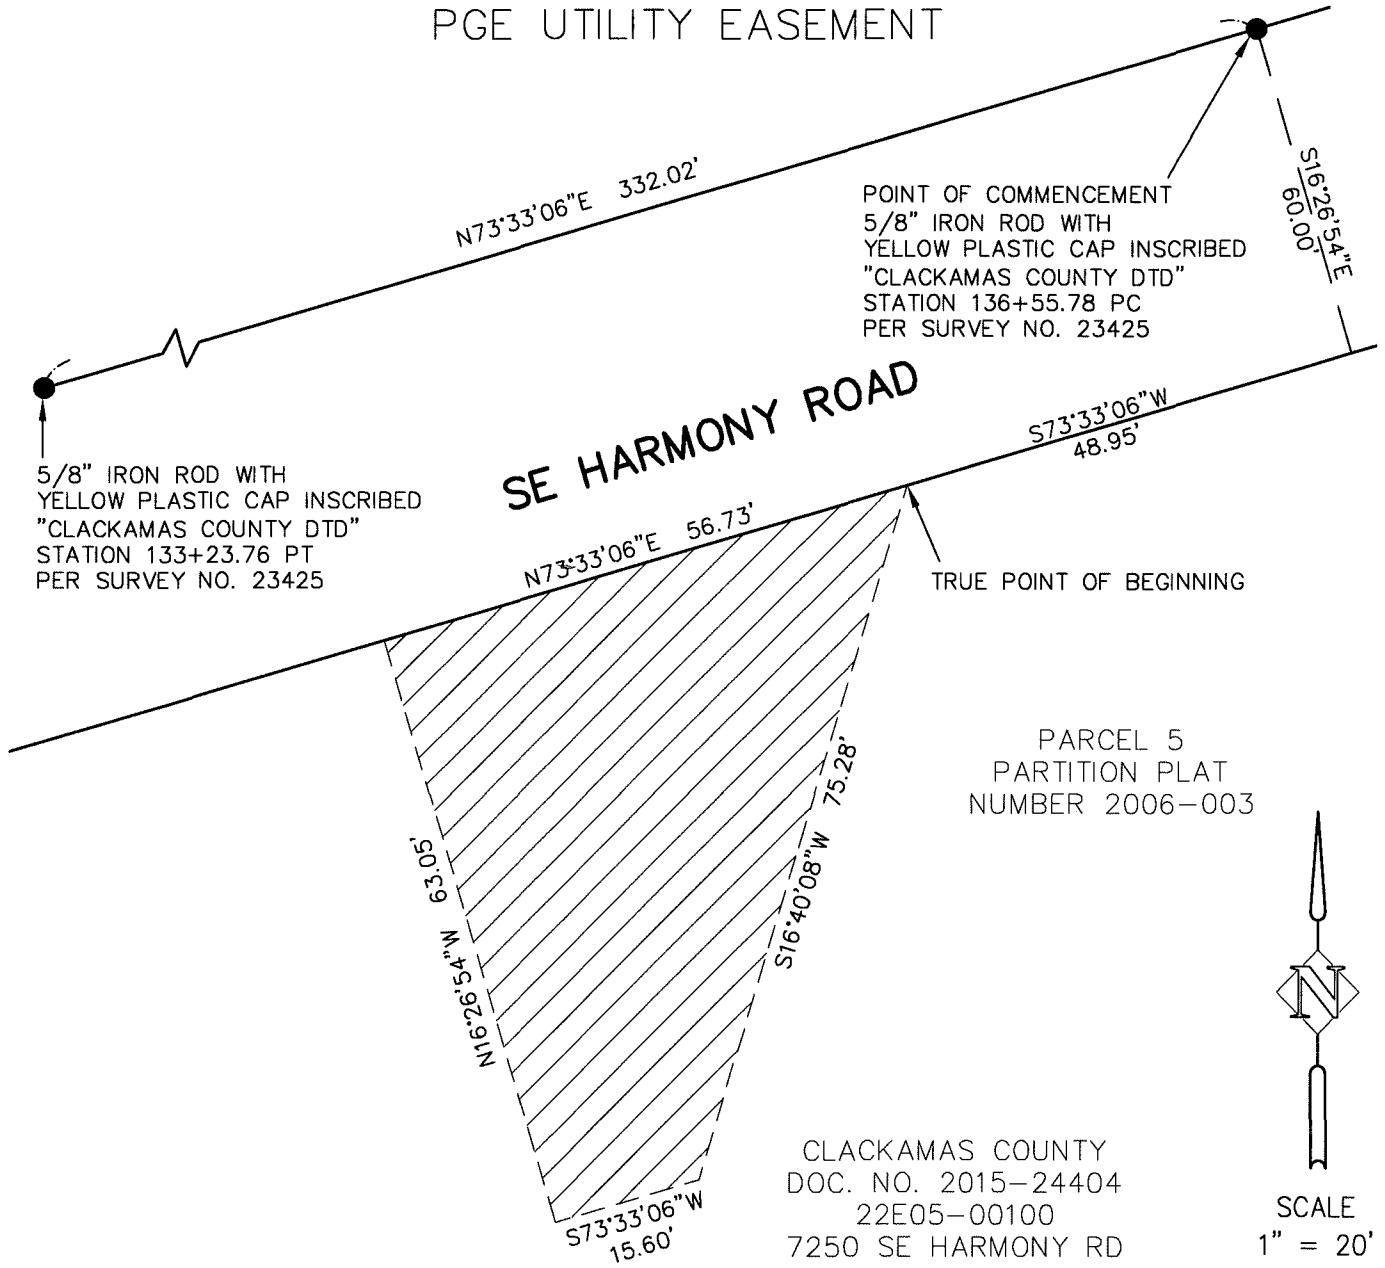 PGE UTILITY EASEMENT
N73°33'06"E 332.02'
S16°26'54"E
60.00'
POINT OF COMMENCEMENT
5/8" IRON ROD WITH
YELLOW PLASTIC CAP INSCRIBED
"CLACKAMAS COUNTY DTD"
STATION 136+55.78 PC
PER SURVEY NO. 23425
SE HARMONY ROAD
S73°33'06"W
48.95'
5/8" IRON ROD WITH
YELLOW PLASTIC CAP INSCRIBED
"CLACKAMAS COUNTY DTD"
STATION 133+23.76 PT
PER SURVEY NO. 23425
N73°33'06"E 56.73'
TRUE POINT OF BEGINNING
PARCEL 5
PARTITION PLAT
NUMBER 2006-003
N16°26'54"W 63.05'
S16°40'08"W 75.28'
N
S73°33'06"W
15.60'
CLACKAMAS COUNTY
DOC. NO. 2015-24404
22E05-00100
7250 SE HARMONY RD
SCALE
1" = 20'